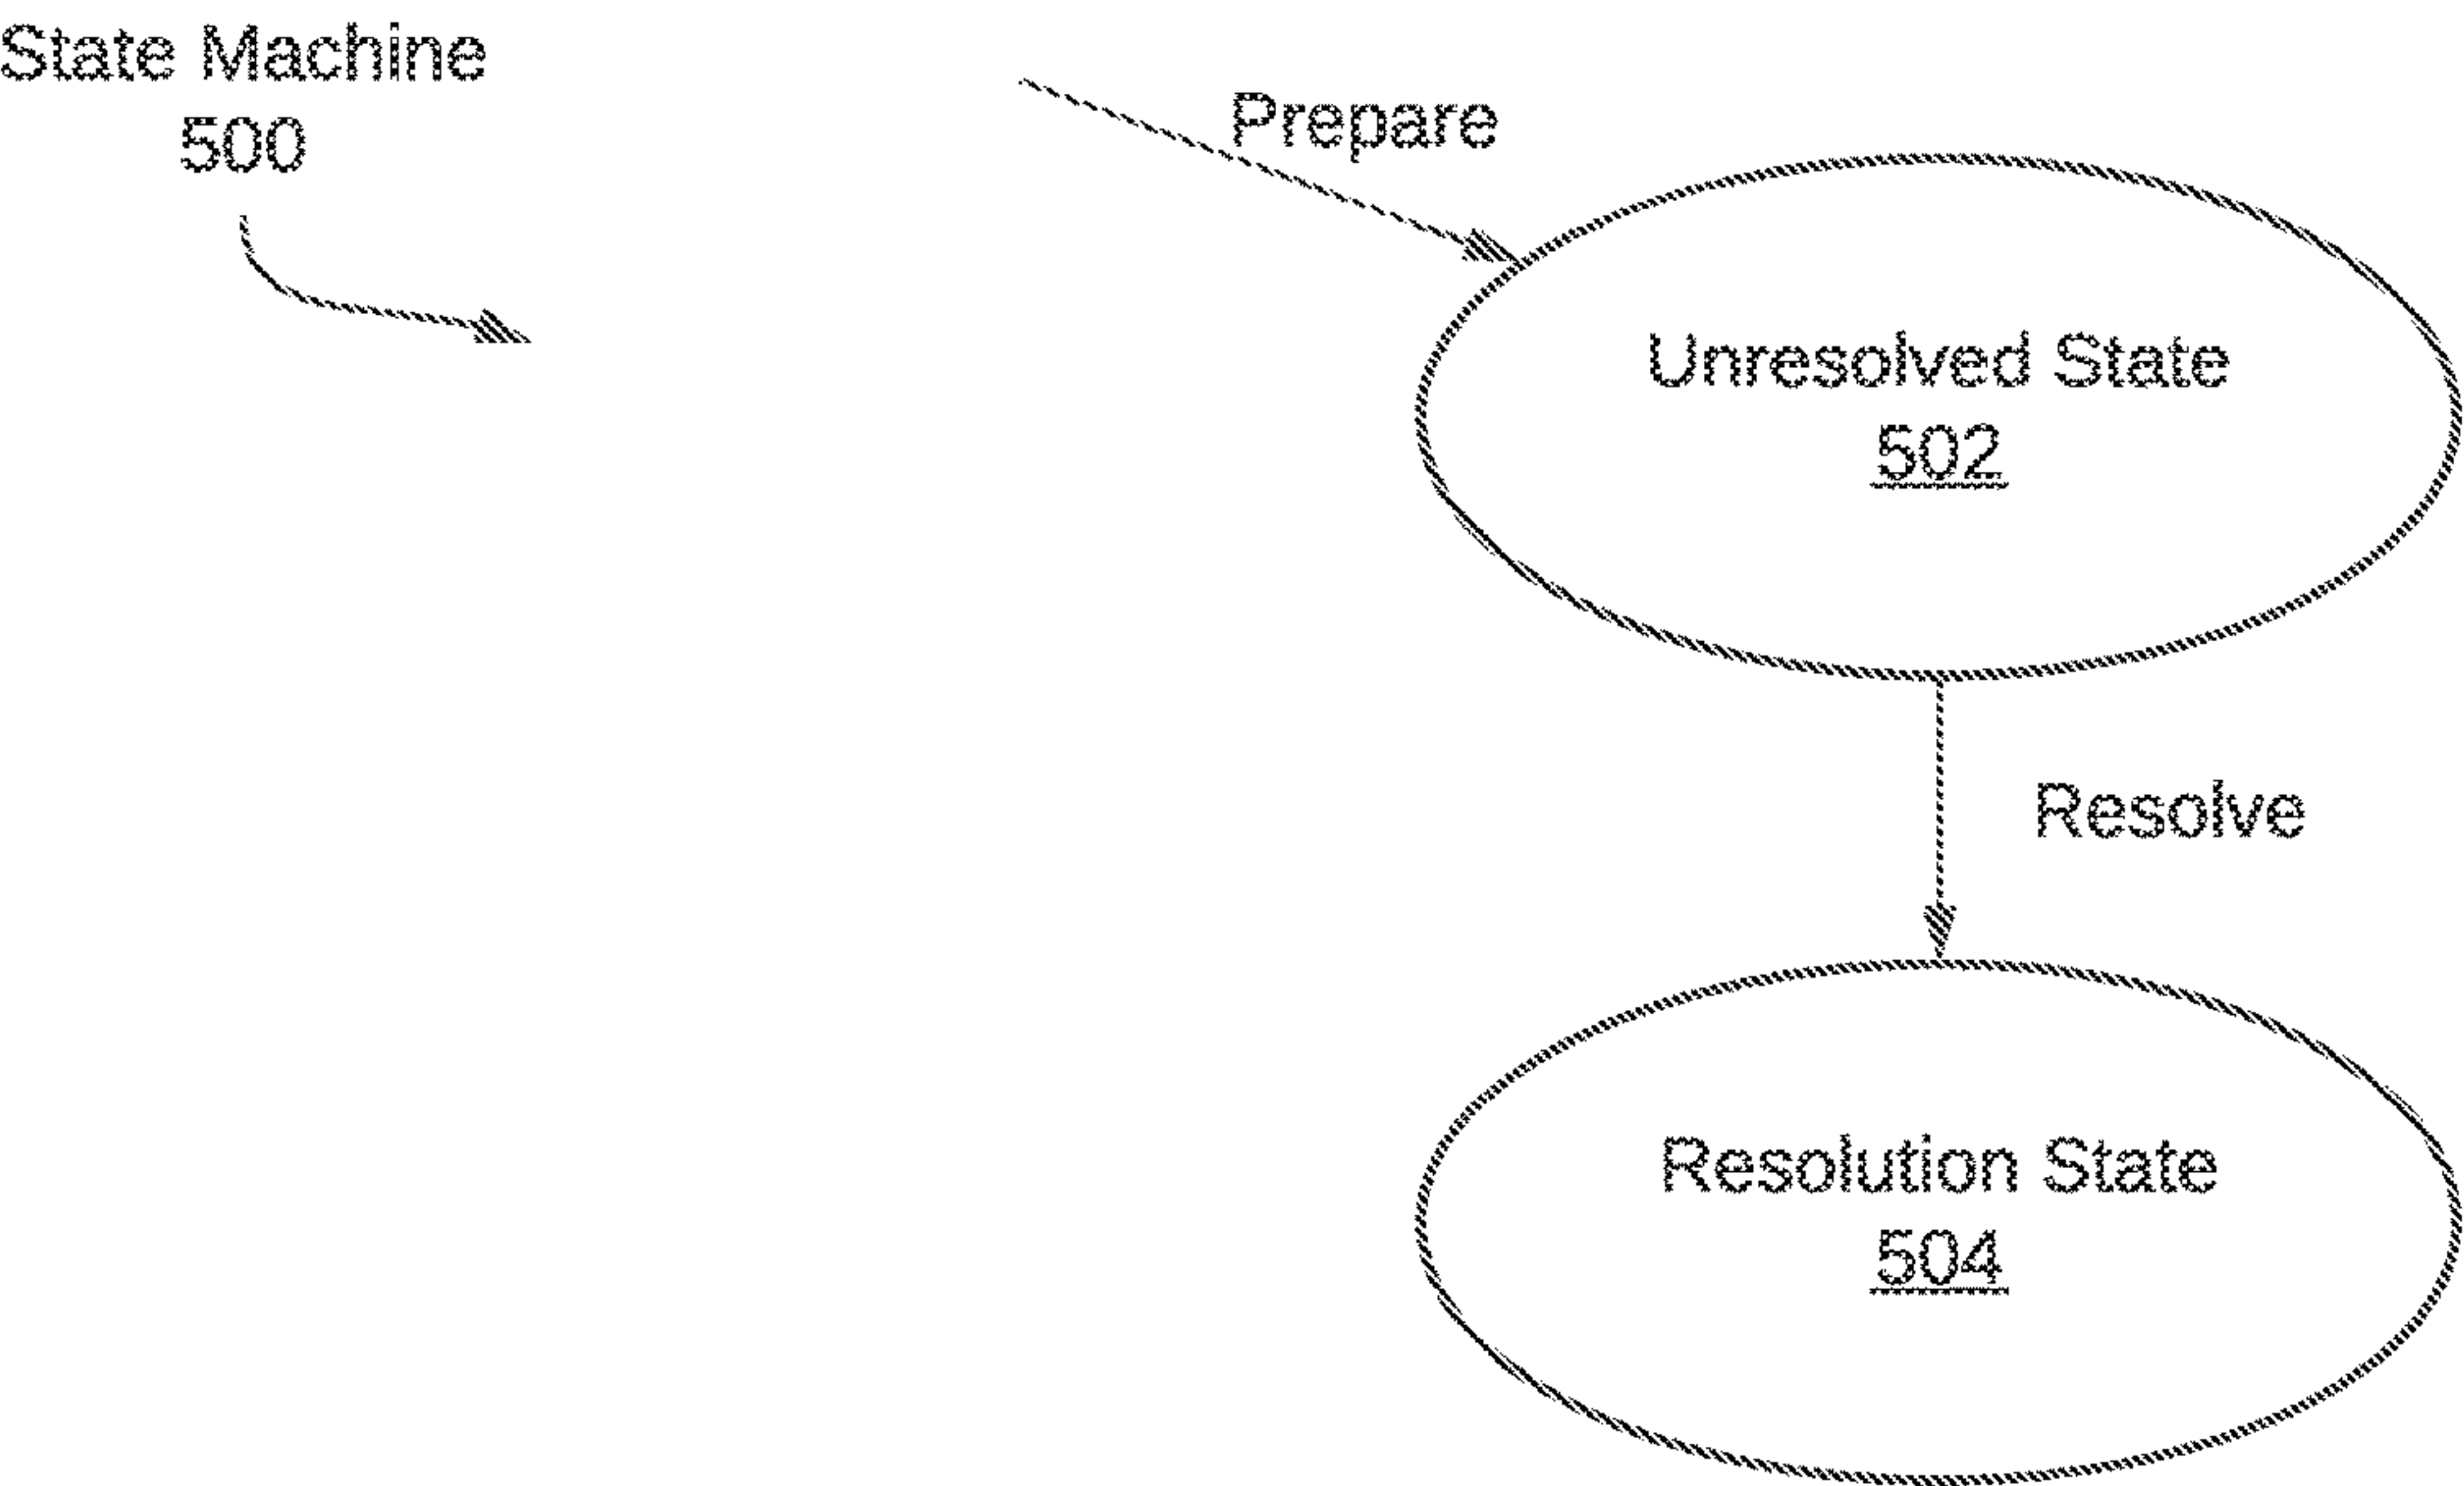 State Machine
500
Prepare
Unresolved State
502
Resolve
Resolution State
504